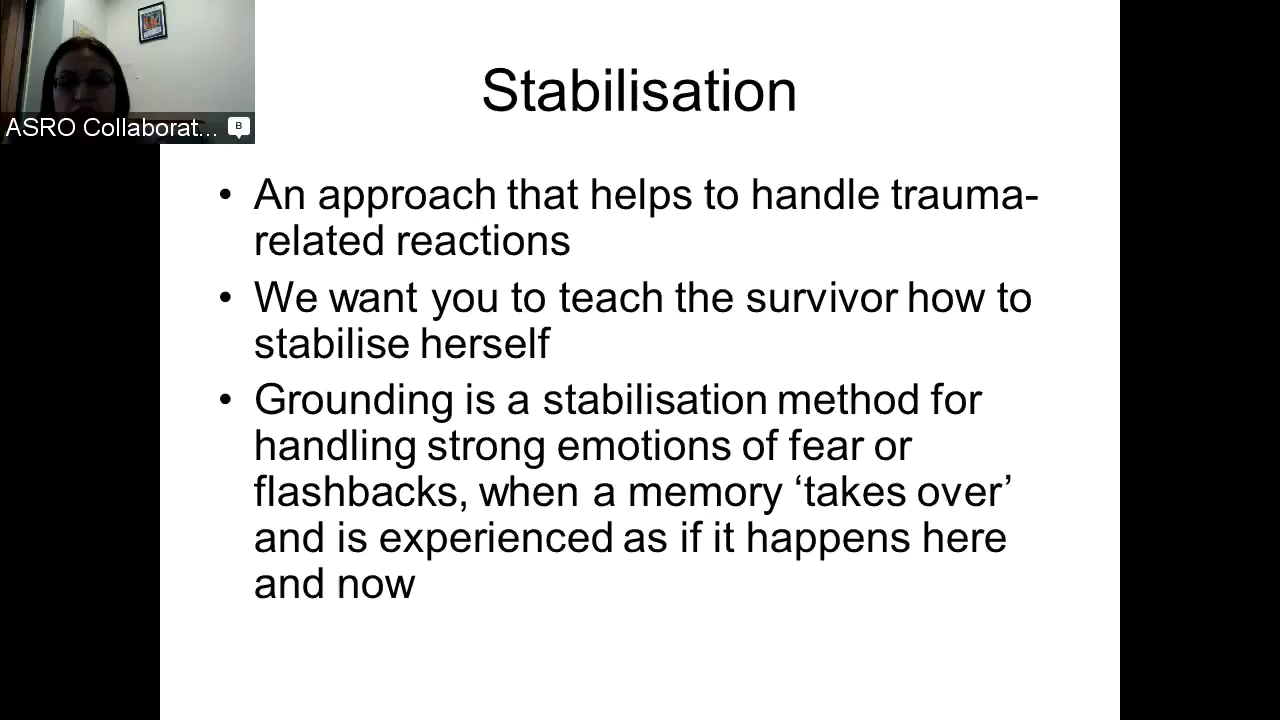 ASRO Collaborat...
B
Stabilisation
• An approach that helps to handle trauma-
related reactions
• We want you to teach the survivor how to
stabilise herself
• Grounding is a stabilisation method for
handling strong emotions of fear or
flashbacks, when a memory ‘takes over’
and is experienced as if it happens here
and now